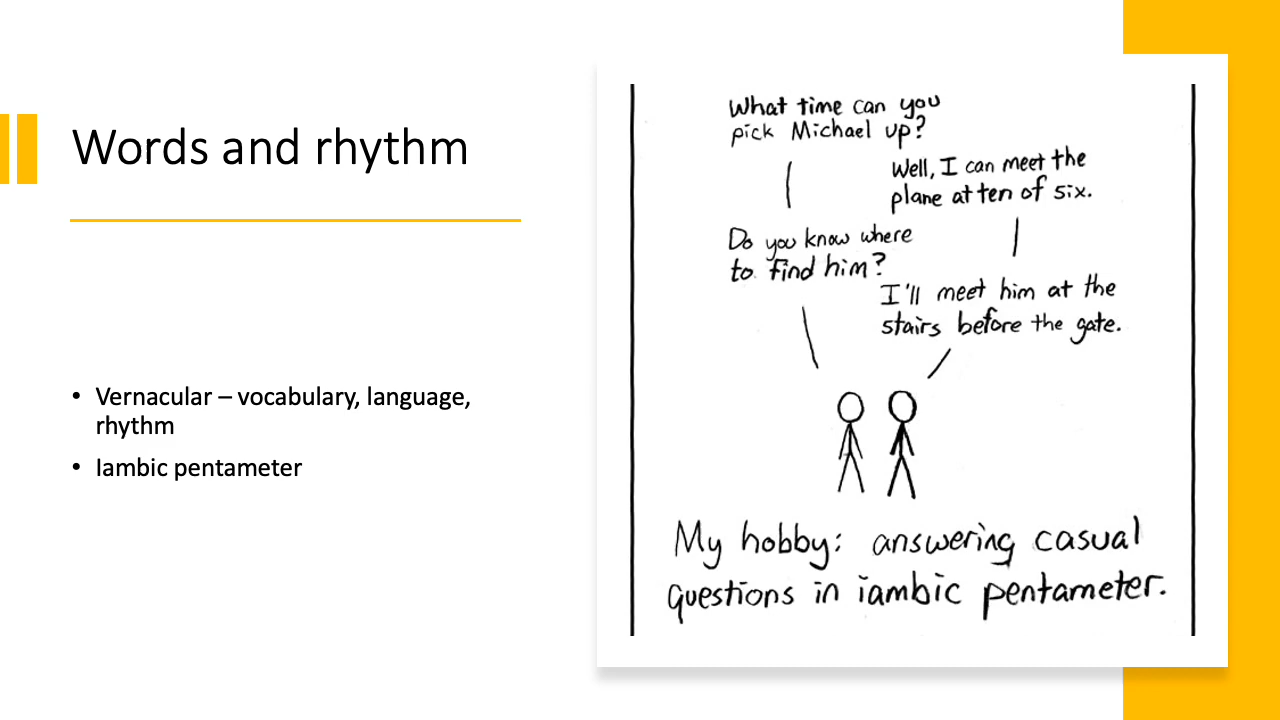 Words and rhythm
• Vernacular – vocabulary, language,
rhythm
• Iambic pentameter
What time can you
pick Michael up?
Well, I can meet the
plane at ten of six.
Do you know where
to find him?
I'll meet him at the
stairs before the gate.
My hobby: answering casual
questions in iambic pentameter.